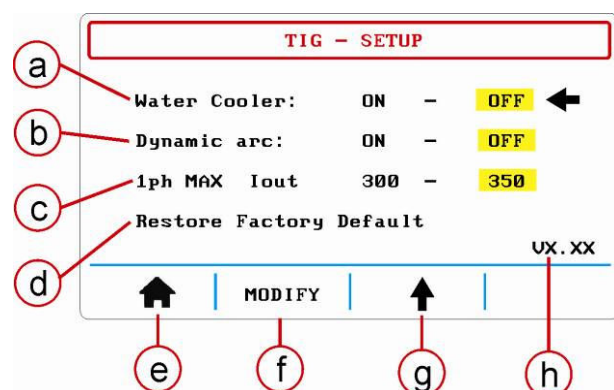 TIG - SETUP
a
Water Cooler: ON - OFF
b
Dynamic arc: ON - OFF
c
1ph MAX Iout 300 - 350
d
Restore Factory Default
VX.XX
MODIFY
e f g h